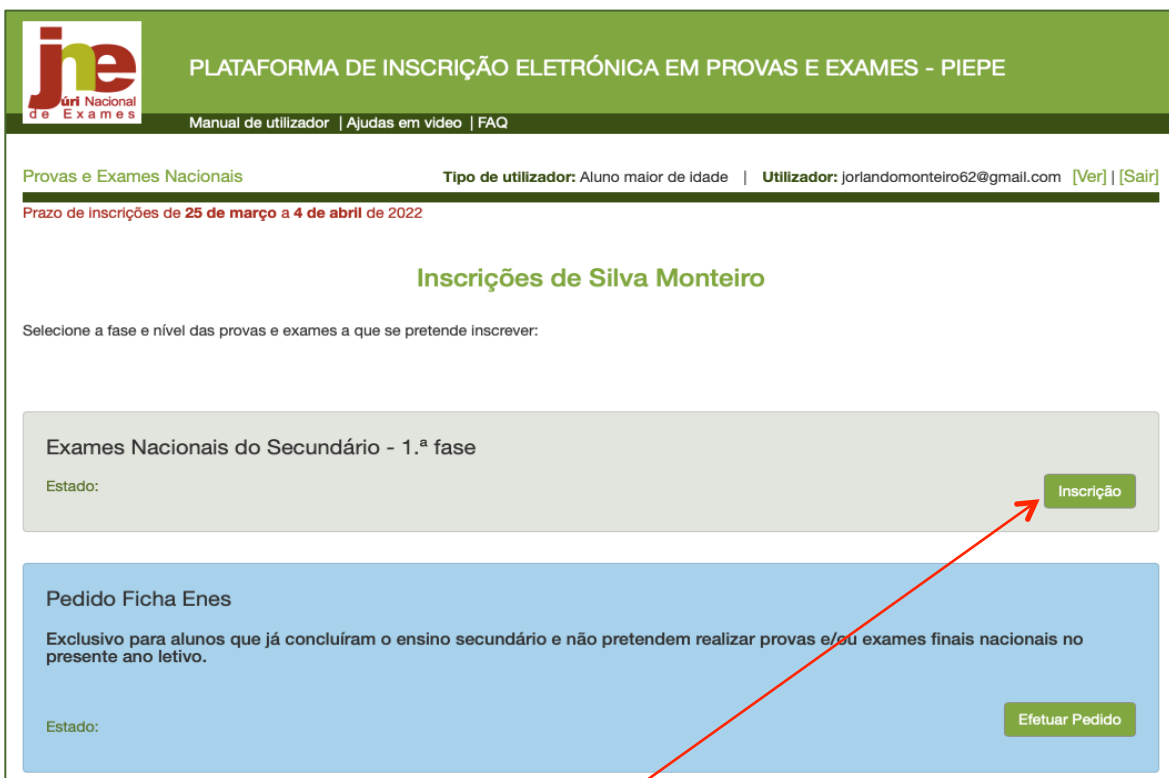 jne
Júri Nacional
de Exames
PLATAFORMA DE INSCRIÇÃO ELETRÓNICA EM PROVAS E EXAMES - PIEPE
Manual de utilizador | Ajudas em video | FAQ
Provas e Exames Nacionais
Tipo de utilizador: Aluno maior de idade | Utilizador: jorlandomonteiro62@gmail.com [Ver] | [Sair]
Prazo de inscrições de 25 de março a 4 de abril de 2022
Inscrições de Silva Monteiro
Selecione a fase e nível das provas e exames a que se pretende inscrever:
Exames Nacionais do Secundário - 1.ª fase
Estado:
Inscrição
Pedido Ficha Enes
Exclusivo para alunos que já concluíram o ensino secundário e não pretendem realizar provas e/ou exames finais nacionais no
presente ano letivo.
Estado:
Efetuar Pedido